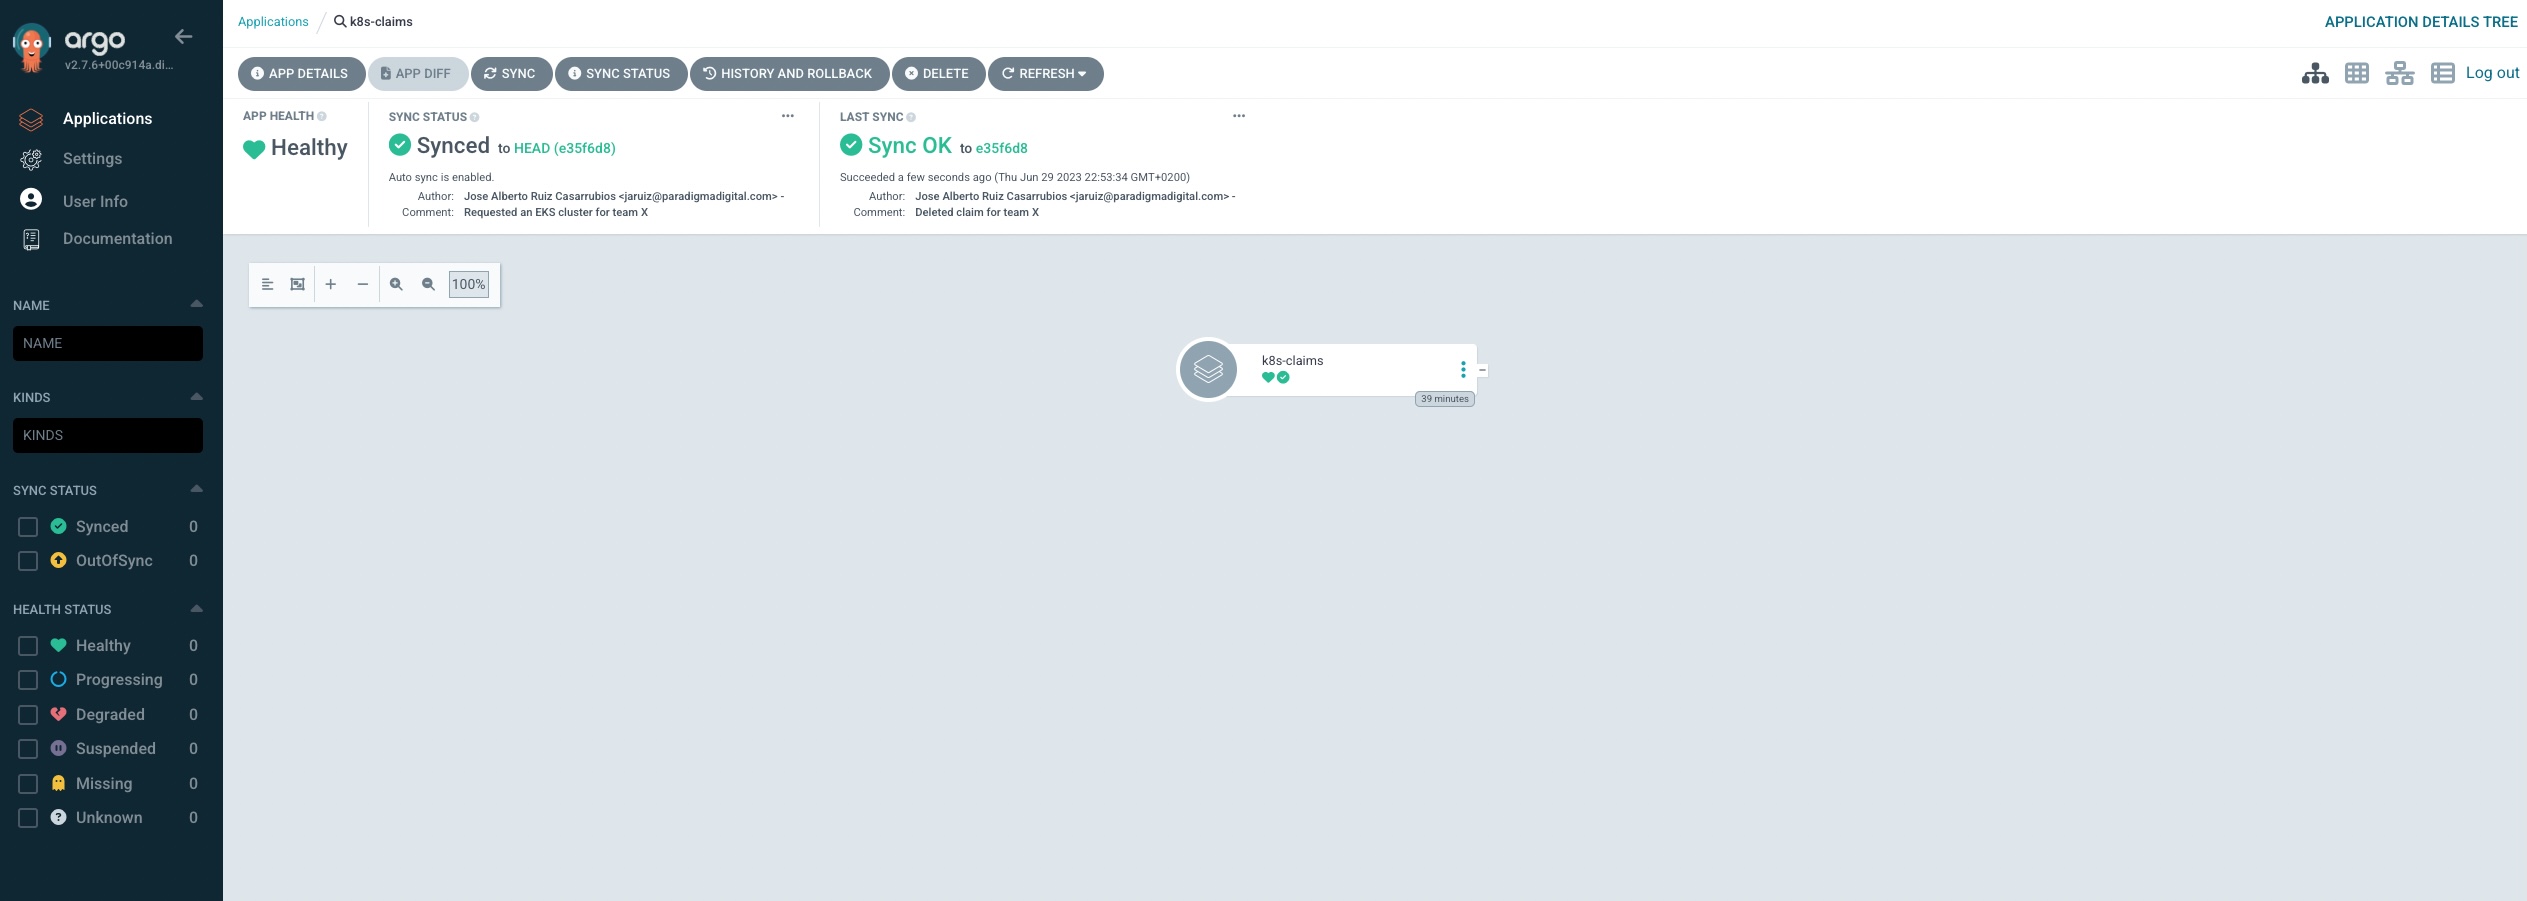 argo
v2.7.6+00c914a.di...
Applications
Settings
User Info
Documentation
NAME
NAME
KINDS
KINDS
SYNC STATUS
Synced 0
OutOfSync 0
HEALTH STATUS
Healthy 0
Progressing 0
Degraded 0
Suspended 0
Missing 0
Unknown 0
Applications / k8s-claims
APPLICATION DETAILS TREE
APP DETAILS APP DIFF SYNC SYNC STATUS HISTORY AND ROLLBACK DELETE REFRESH
Log out
APP HEALTH
Healthy
SYNC STATUS
Synced to HEAD (e35f6d8)
Auto sync is enabled.
Author: Jose Alberto Ruiz Casarrubios <jaruiz@paradigmadigital.com> -
Comment: Requested an EKS cluster for team X
LAST SYNC
Sync OK to e35f6d8
Succeeded a few seconds ago (Thu Jun 29 2023 22:53:34 GMT+0200)
Author: Jose Alberto Ruiz Casarrubios <jaruiz@paradigmadigital.com> -
Comment: Deleted claim for team X
100%
k8s-claims
39 minutes